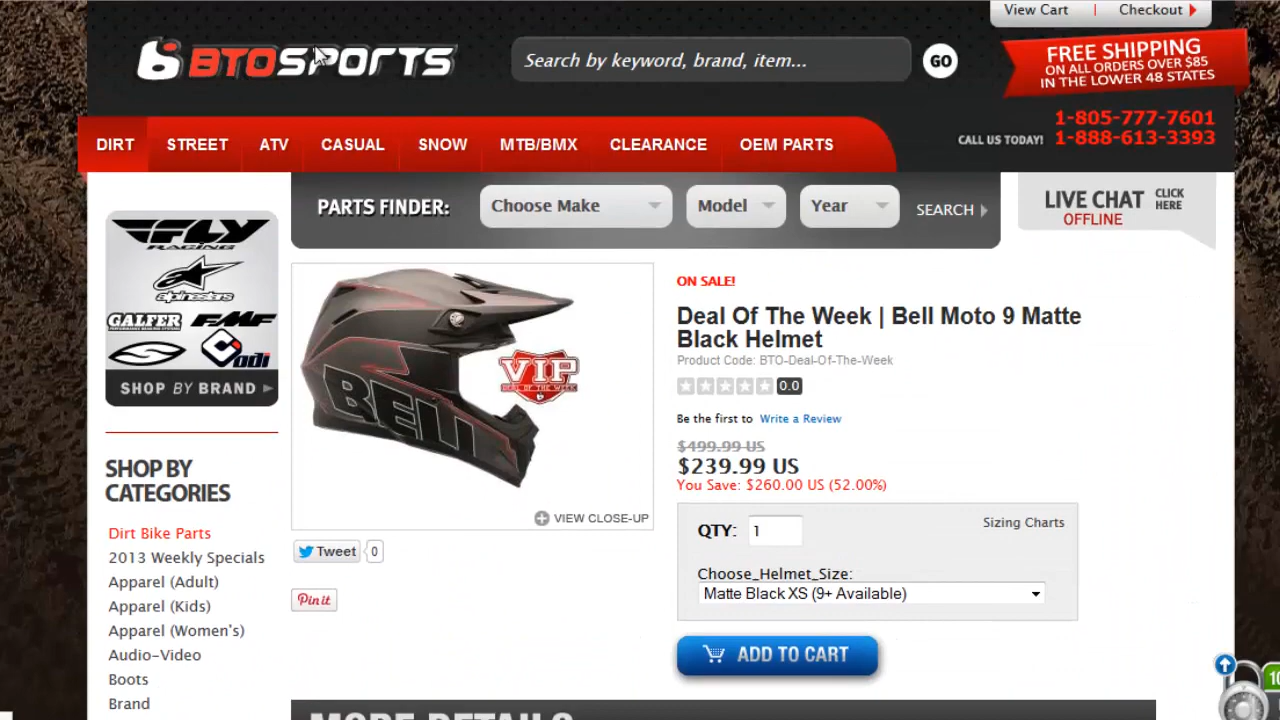 View Cart | Checkout
BTOSPORTS
Search by keyword, brand, item...
GO
FREE SHIPPING
ON ALL ORDERS OVER $85
IN THE LOWER 48 STATES
CALL US TODAY!
1-805-777-7601
1-888-613-3393
DIRT STREET ATV CASUAL SNOW MTB/BMX CLEARANCE OEM PARTS
PARTS FINDER: Choose Make Model Year SEARCH
LIVE CHAT CLICK HERE
OFFLINE
FLY
RACING
alpinestars
GALFER FMF
odi
SHOP BY BRAND
BELL
VIP
DEAL OF THE WEEK
VIEW CLOSE-UP
Tweet 0
Pin it
ON SALE!
Deal Of The Week | Bell Moto 9 Matte
Black Helmet
Product Code: BTO-Deal-Of-The-Week
0.0
Be the first to Write a Review
$499.99 US
$239.99 US
You Save: $260.00 US (52.00%)
QTY: 1
Sizing Charts
Choose_Helmet_Size:
Matte Black XS (9+ Available)
ADD TO CART
SHOP BY
CATEGORIES
Dirt Bike Parts
2013 Weekly Specials
Apparel (Adult)
Apparel (Kids)
Apparel (Women's)
Audio-Video
Boots
Brand
MORE DETAILS